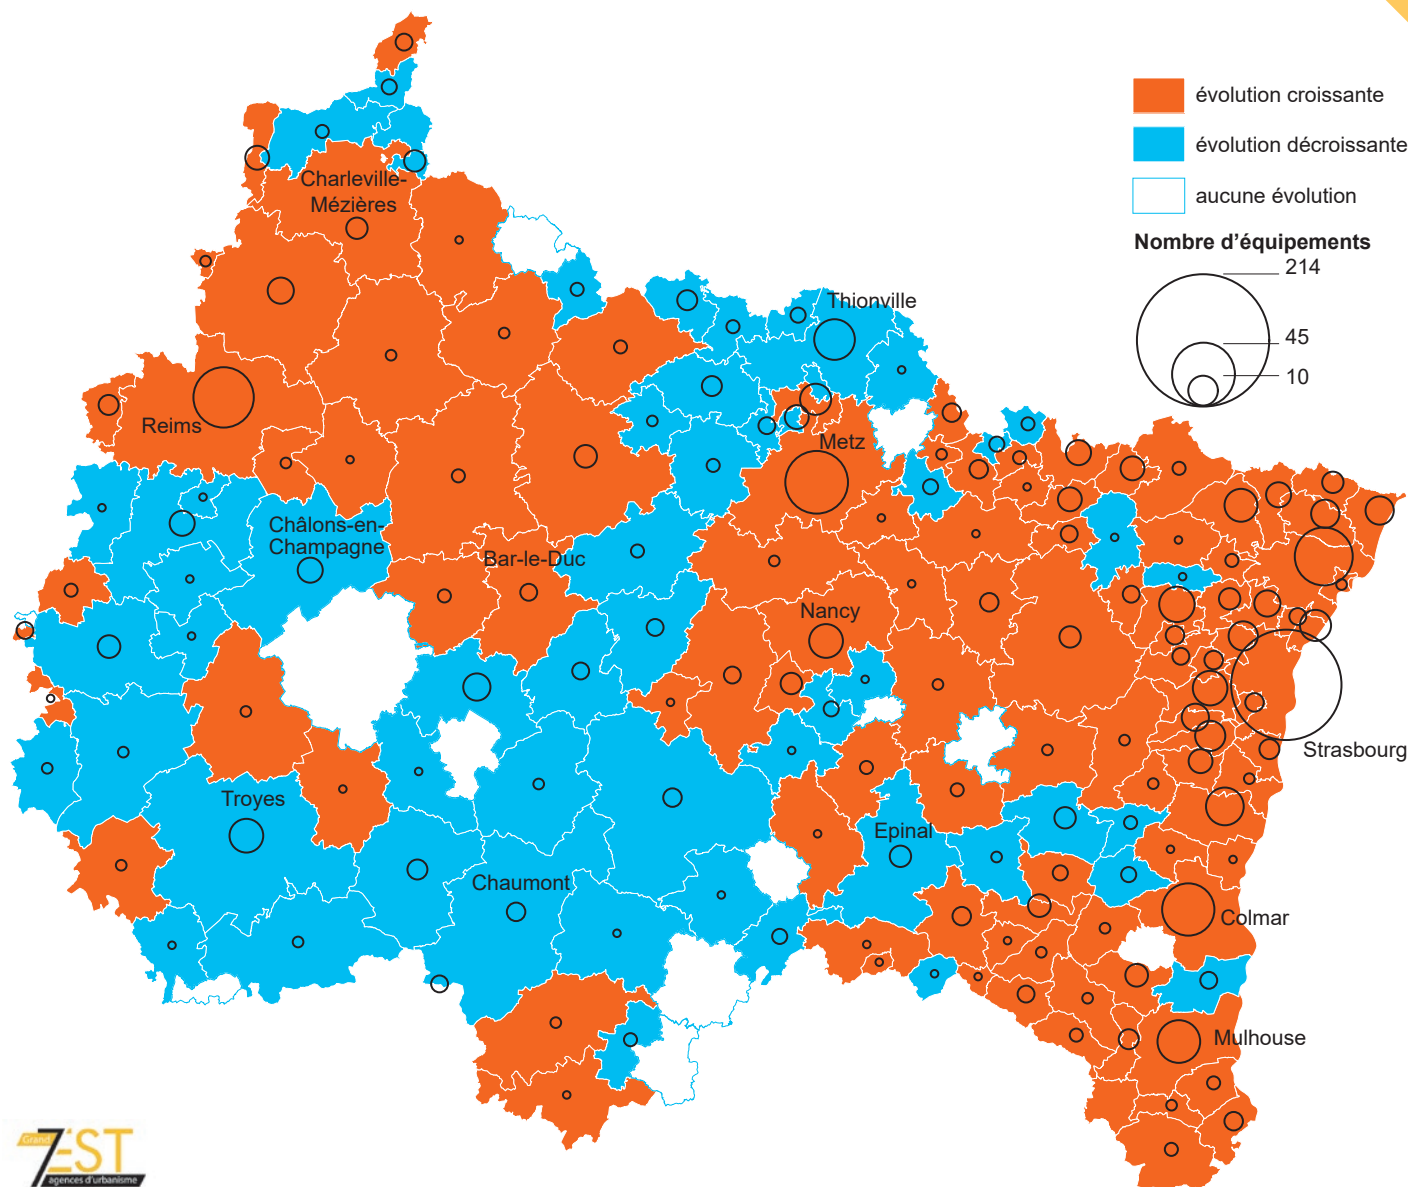 évolution croissante
évolution décroissante
aucune évolution
Nombre d'équipements
214
45
10
Charleville-
Mézières
Thionville
Reims
Metz
Châlons-en-
Champagne
Bar-le-Duc
Nancy
Strasbourg
Troyes
Epinal
Chaumont
Colmar
Mulhouse
Grand
7EST
agences d'urbanisme